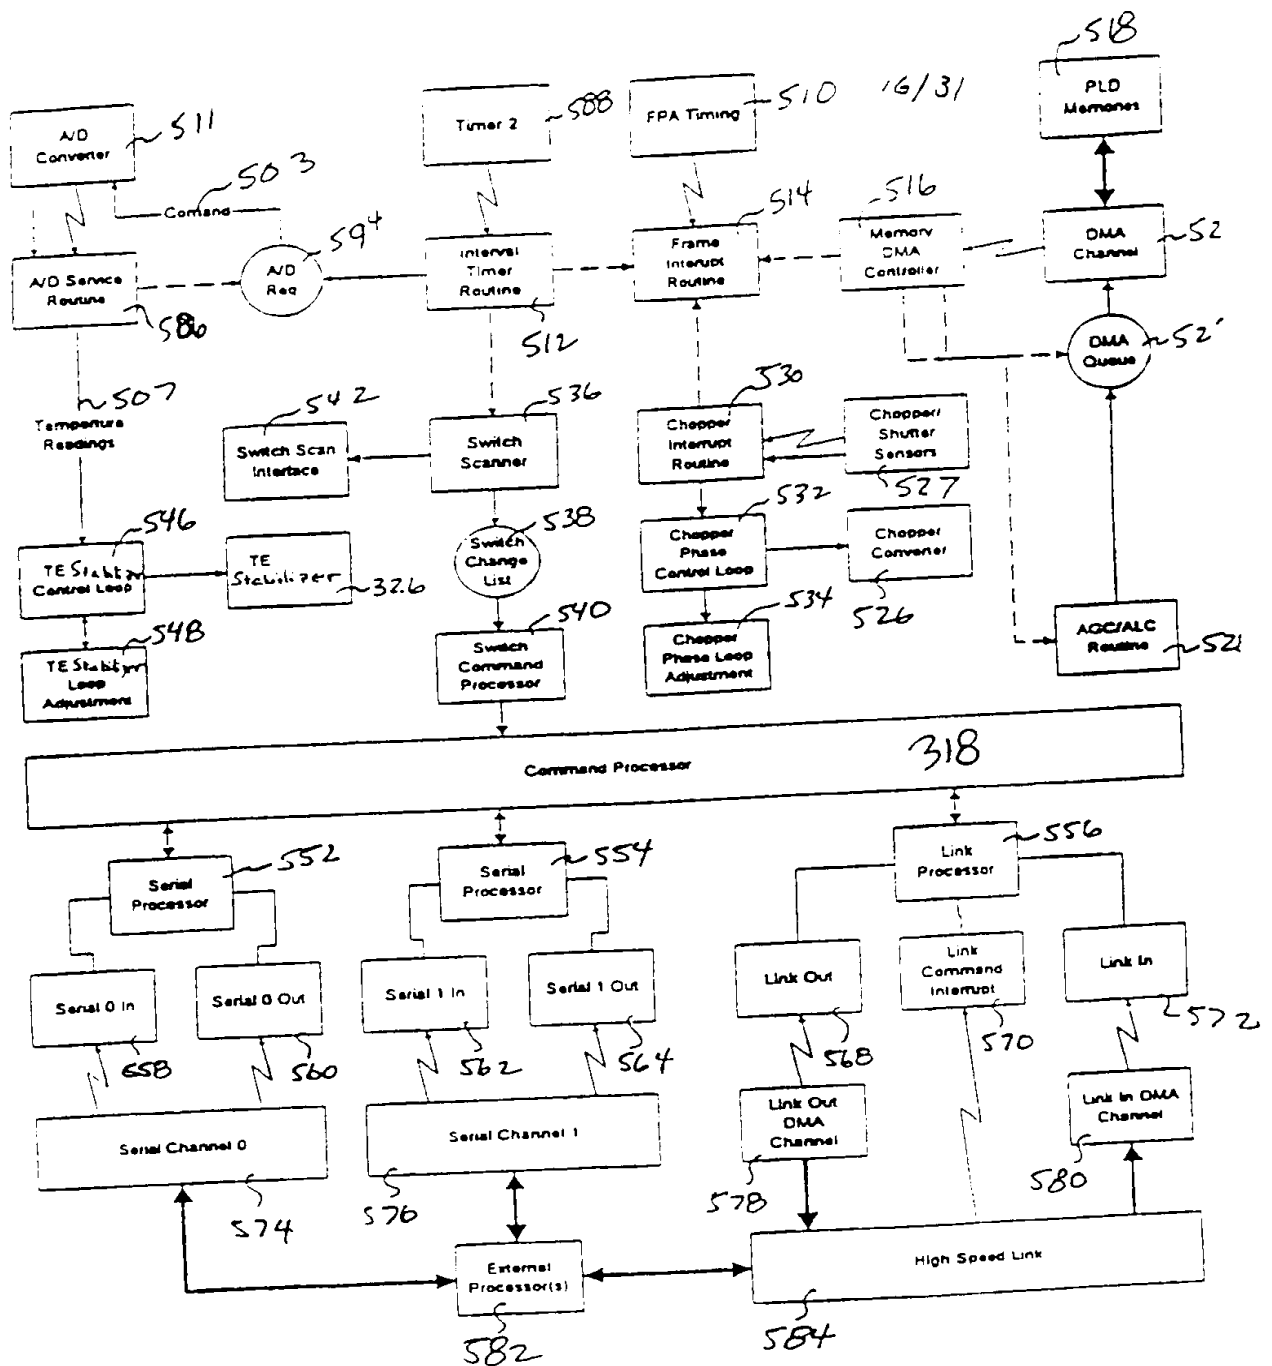 518
PLD
Memories
A/D
Converter
511
Timer 2
508
FPA Timing
510
16/31
503
Comand
516
514
A/D Service
Routine
586
A/D
Req
594
Interval
Timer
Routine
512
Frame
Interrupt
Routine
Memory
DMA
Controller
DMA
Channel
52
DMA
Queue
52'
507
Temperture
Readings
542
Switch Scan
Interface
536
Switch
Scanner
530
Chopper
Interrupt
Routine
Chopper/
Shutter
Sensors
527
546
TE Stabilizer
Control Loop
TE
Stabilizer
326
538
Switch
Change
List
532
Chopper
Phase
Control Loop
Chopper
Converter
526
548
TE Stabilizer
Loop
Adjustment
540
Switch
Command
Processor
534
Chopper
Phase Loop
Adjustment
AGC/ALC
Routine
521
Command Processor
318
552
Serial
Processor
554
Serial
Processor
556
Link
Processor
Serial 0 In
558
Serial 0 Out
560
Serial 1 In
562
Serial 1 Out
564
Link Out
568
Link
Command
Interrupt
570
Link In
572
Serial Channel 0
574
Serial Channel 1
576
Link Out
DMA
Channel
578
Link In DMA
Channel
580
External
Processor(s)
582
High Speed Link
584